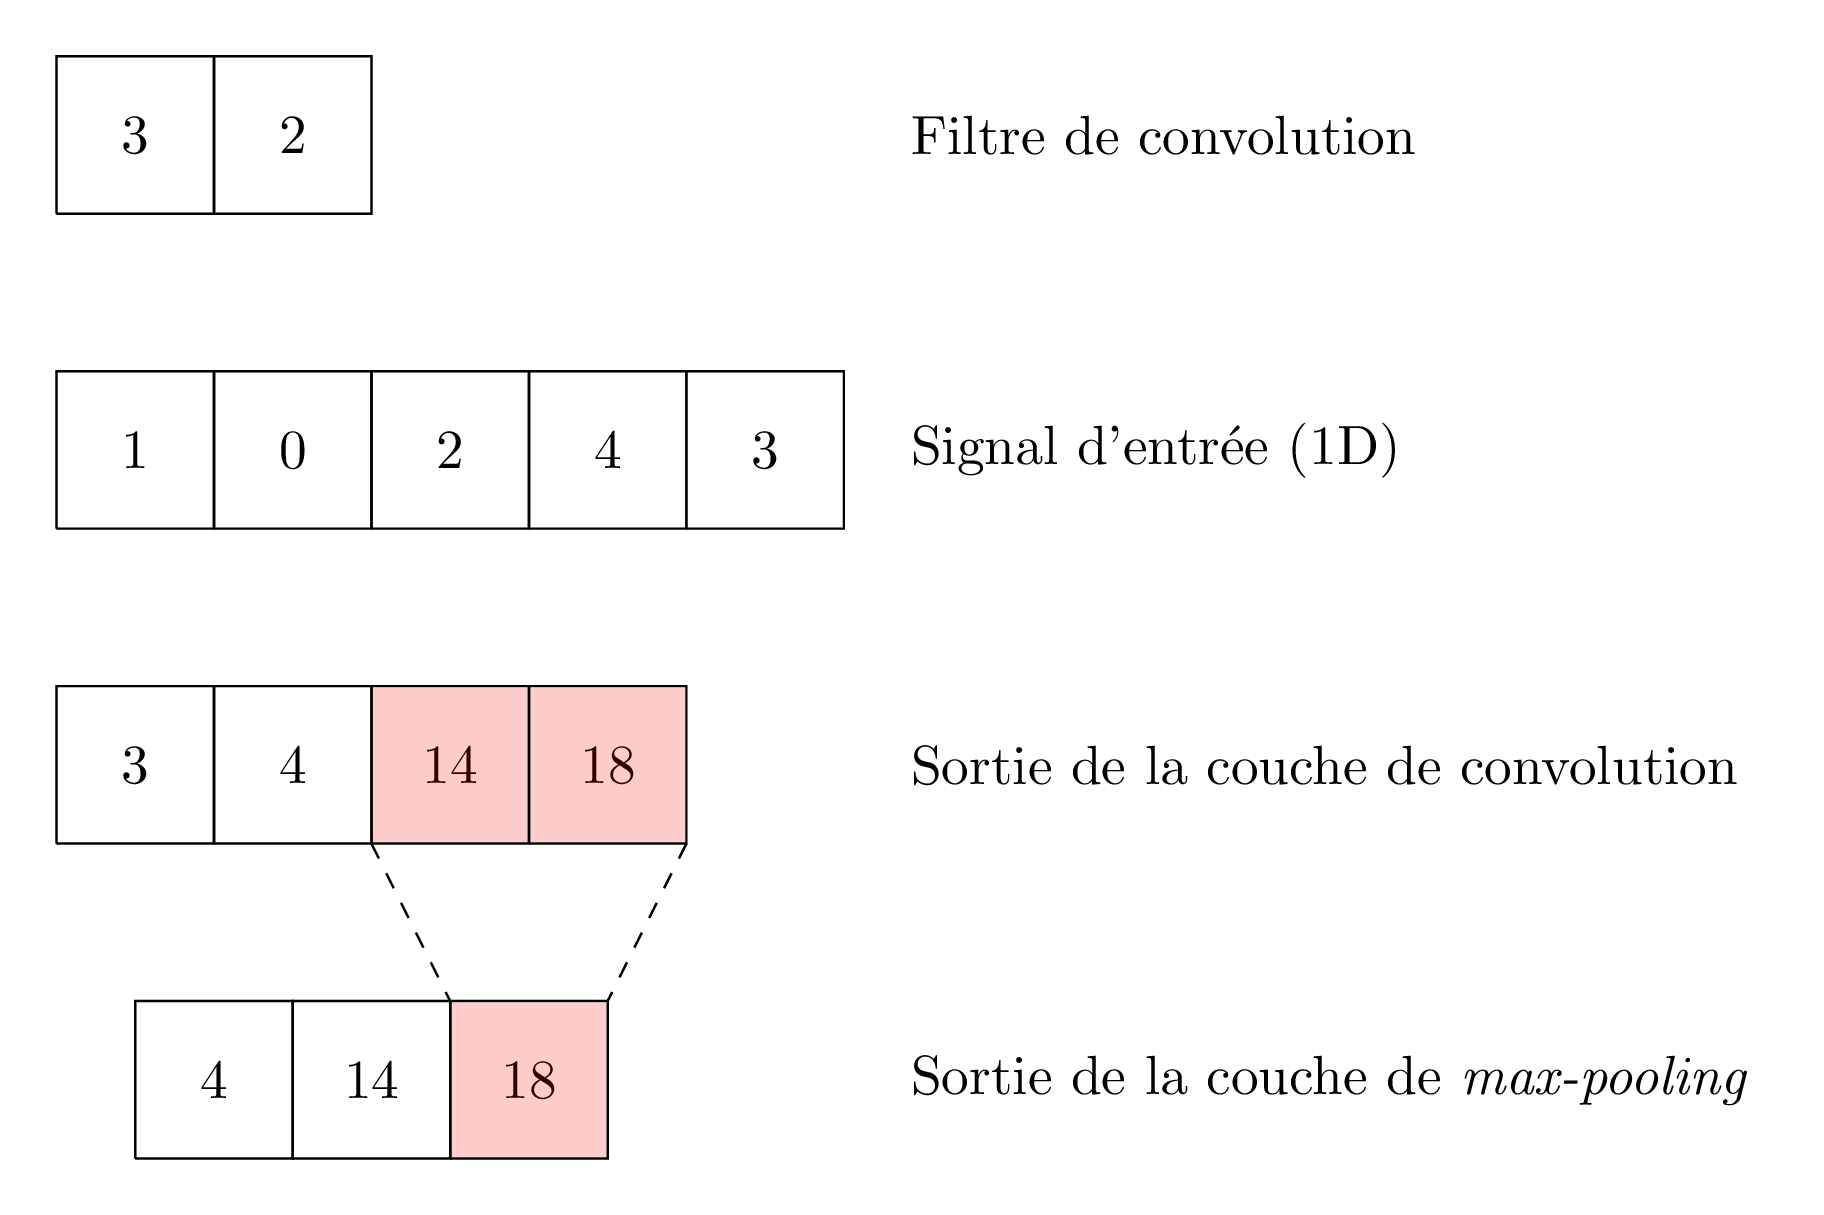 3 2 Filtre de convolution
1 0 2 4 3 Signal d'entrée (1D)
3 4 14 18 Sortie de la couche de convolution
4 14 18 Sortie de la couche de max-pooling